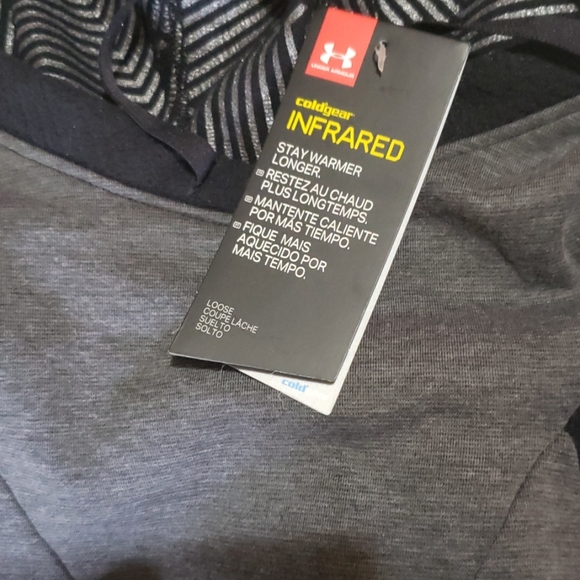 UNDER ARMOUR
coldgear
INFRARED
STAY WARMER
LONGER.
RESTEZ AU CHAUD
PLUS LONGTEMPS.
MANTENTE CALIENTE
POR MÁS TIEMPO.
FIQUE MAIS
AQUECIDO POR
MAIS TEMPO.
LOOSE
COUPE LÂCHE
SUELTO
SOLTO
cold